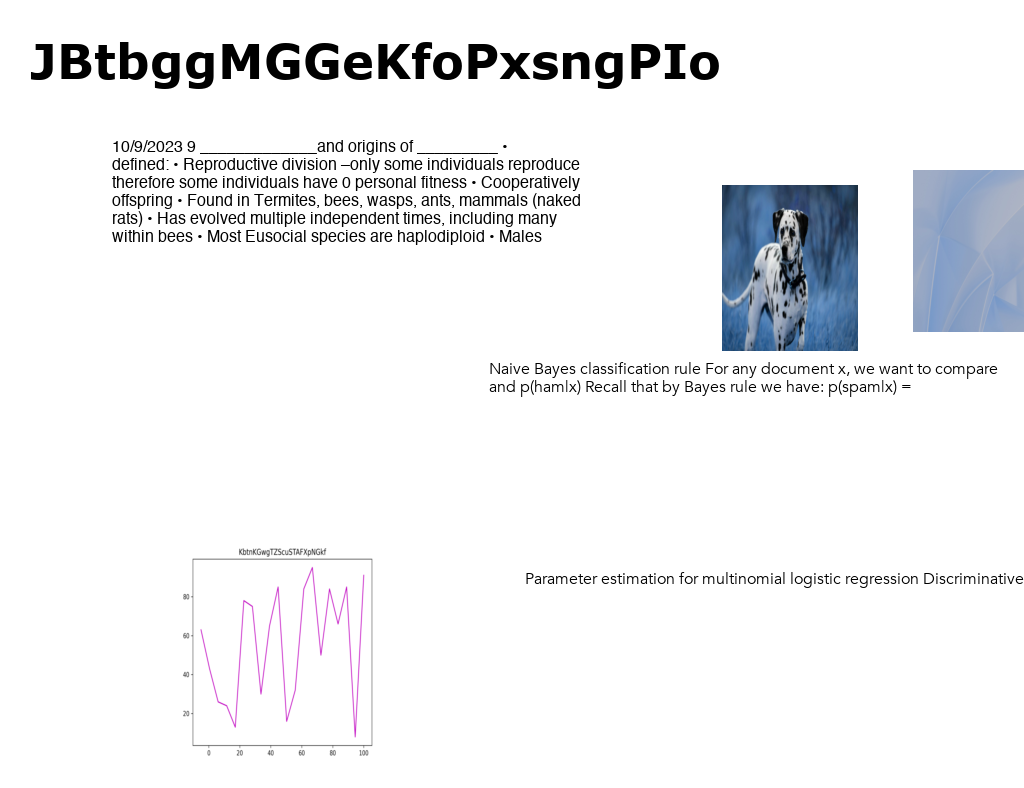 JBtbggMGGeKfoPxsngPIo
10/9/2023 9 _____________and origins of _________ •
defined: • Reproductive division –only some individuals reproduce
therefore some individuals have 0 personal fitness • Cooperatively
offspring • Found in Termites, bees, wasps, ants, mammals (naked
rats) • Has evolved multiple independent times, including many
within bees • Most Eusocial species are haplodiploid • Males
Naive Bayes classification rule For any document x, we want to compare
and p(ham|x) Recall that by Bayes rule we have: p(spam|x) =
Parameter estimation for multinomial logistic regression Discriminative
KbtnKGwgTZScuSTAFXpNGkf
80
60
40
20
0 20 40 60 80 100